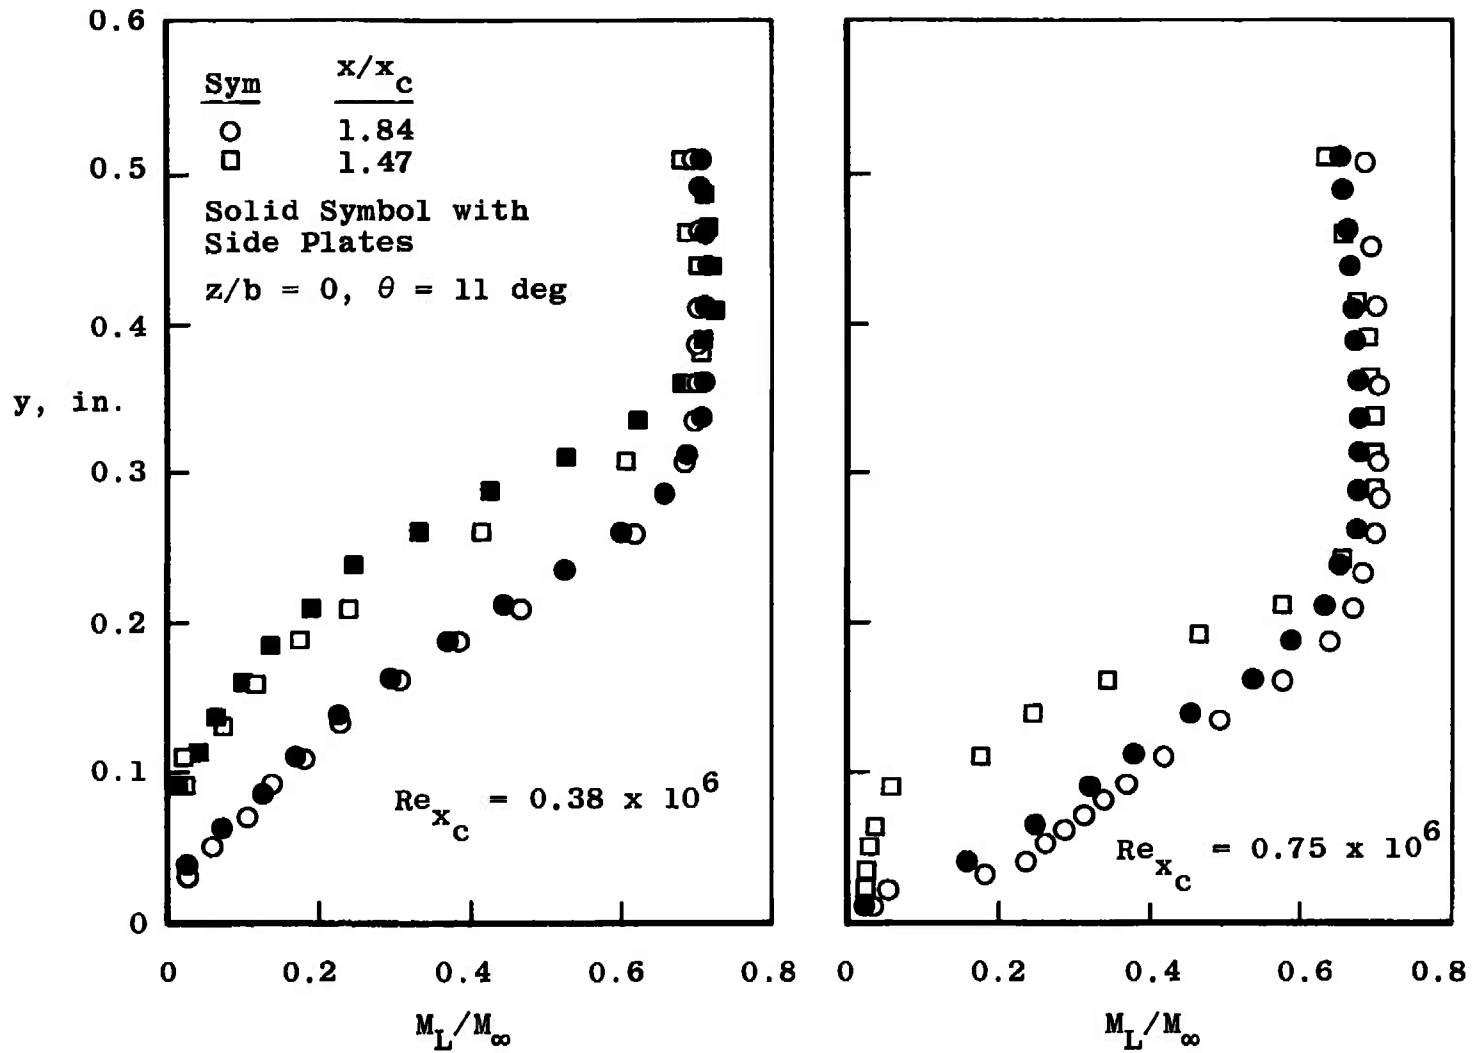 0.6
0.5
0.4
y, in.
0.3
0.2
0.1
0
Sym x/x_c
1.84
1.47
Solid Symbol with
Side Plates
z/b = 0, θ = 11 deg
Re_x_c = 0.38 x 10^6
0 0.2 0.4 0.6 0.8
M_L/M_∞
Re_x_c = 0.75 x 10^6
0 0.2 0.4 0.6 0.8
M_L/M_∞